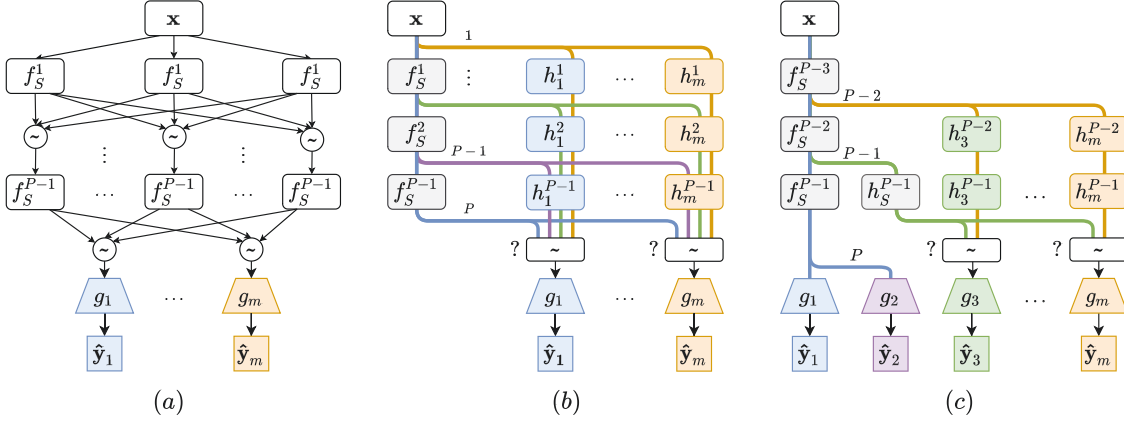 x
f_S^1 f_S^1 f_S^1
~ ~ ~
⋮ ⋮
f_S^{P-1} … f_S^{P-1} … f_S^{P-1}
~ ~
g_1 … g_m
ŷ_1 ŷ_m
(a)
x
1
f_S^1 ⋮ h_1^1 … h_m^1
f_S^2 h_1^2 … h_m^2
P-1
f_S^{P-1} h_1^{P-1} h_m^{P-1}
P
? ~ ? ~
g_1 … g_m
ŷ_1 ŷ_m
(b)
x
f_S^{P-3}
P-2
f_S^{P-2} h_3^{P-2} h_m^{P-2}
P-1
f_S^{P-1} h_S^{P-1} h_3^{P-1} … h_m^{P-1}
? ~ ? ~
P
g_1 g_2 g_3 … g_m
ŷ_1 ŷ_2 ŷ_3 ŷ_m
(c)